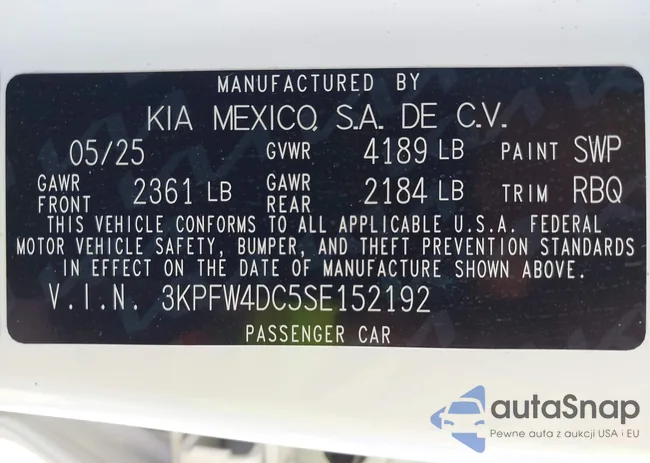 MANUFACTURED BY
KIA MEXICO, S.A. DE C.V.
05/25 GVWR 4189 LB PAINT SWP
GAWR FRONT 2361 LB GAWR REAR 2184 LB TRIM RBQ
THIS VEHICLE CONFORMS TO ALL APPLICABLE U.S.A. FEDERAL
MOTOR VEHICLE SAFETY, BUMPER, AND THEFT PREVENTION STANDARDS
IN EFFECT ON THE DATE OF MANUFACTURE SHOWN ABOVE.
V.I.N. 3KPFW4DC5SE152192
PASSENGER CAR
autaSnap
Pewne auta z aukcji USA i EU